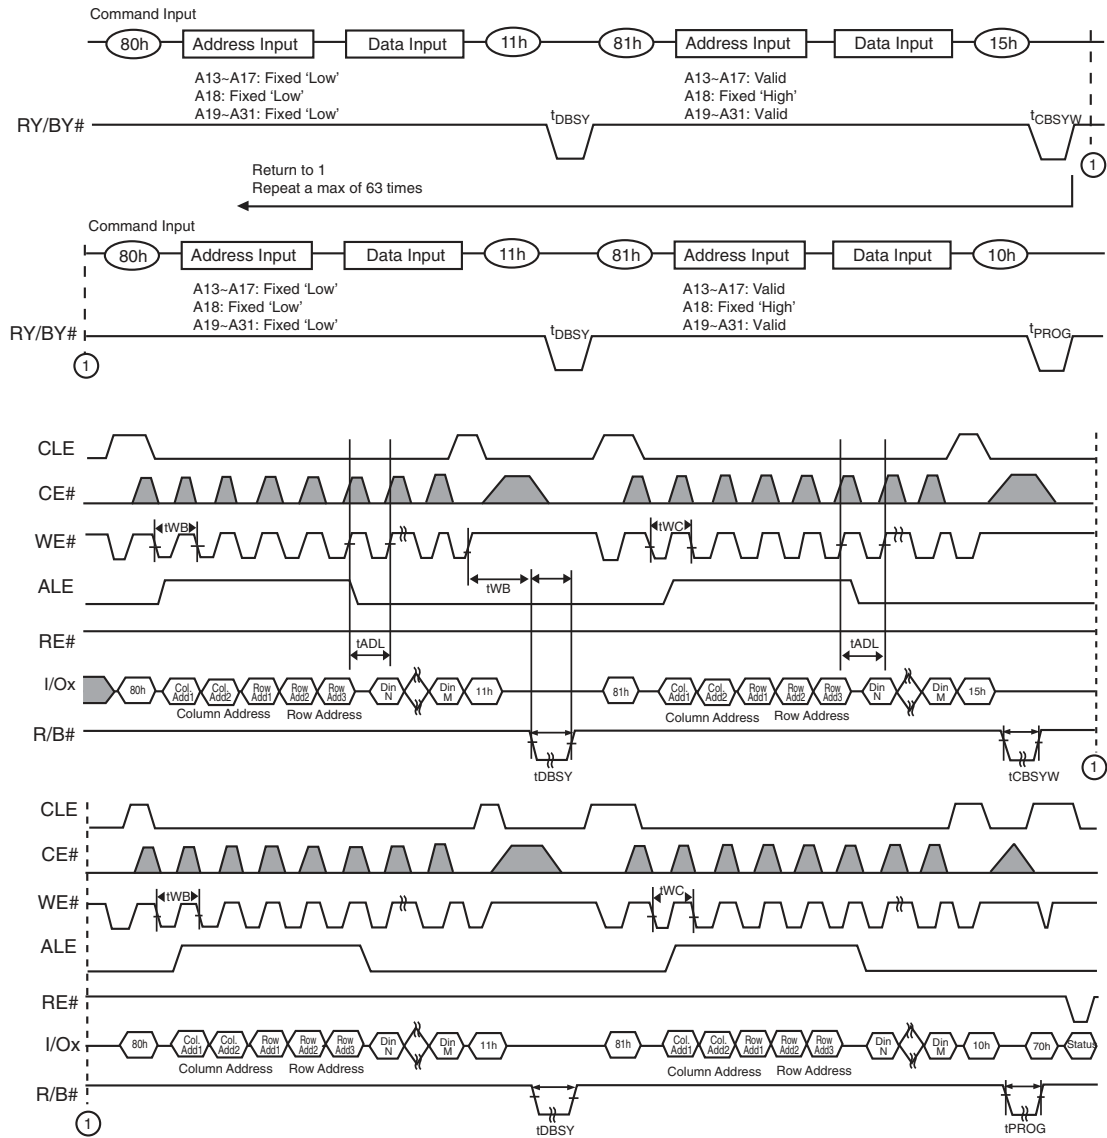 Command Input
80h Address Input Data Input 11h 81h Address Input Data Input 15h
A13~A17: Fixed 'Low' A13~A17: Valid
A18: Fixed 'Low' A18: Fixed 'High'
A19~A31: Fixed 'Low' A19~A31: Valid
RY/BY# tDBSY tCBSYW
1
Return to 1
Repeat a max of 63 times
Command Input
80h Address Input Data Input 11h 81h Address Input Data Input 10h
A13~A17: Fixed 'Low' A13~A17: Valid
A18: Fixed 'Low' A18: Fixed 'High'
A19~A31: Fixed 'Low' A19~A31: Valid
RY/BY# tDBSY tPROG
1
CLE
CE#
WE# tWB tWC
ALE tWB
RE#
tADL tADL
I/Ox 80h Col. Add1 Col. Add2 Row Add1 Row Add2 Row Add3 Din N Din M 11h 81h Col. Add1 Col. Add2 Row Add1 Row Add2 Row Add3 Din N Din M 15h
Column Address Row Address Column Address Row Address
R/B#
tDBSY tCBSYW
1
CLE
CE#
WE# tWB tWC
ALE
RE#
I/Ox 80h Col. Add1 Col. Add2 Row Add1 Row Add2 Row Add3 Din N Din M 11h 81h Col. Add1 Col. Add2 Row Add1 Row Add2 Row Add3 Din N Din M 10h 70h Status
Column Address Row Address Column Address Row Address
R/B#
1
tDBSY tPROG